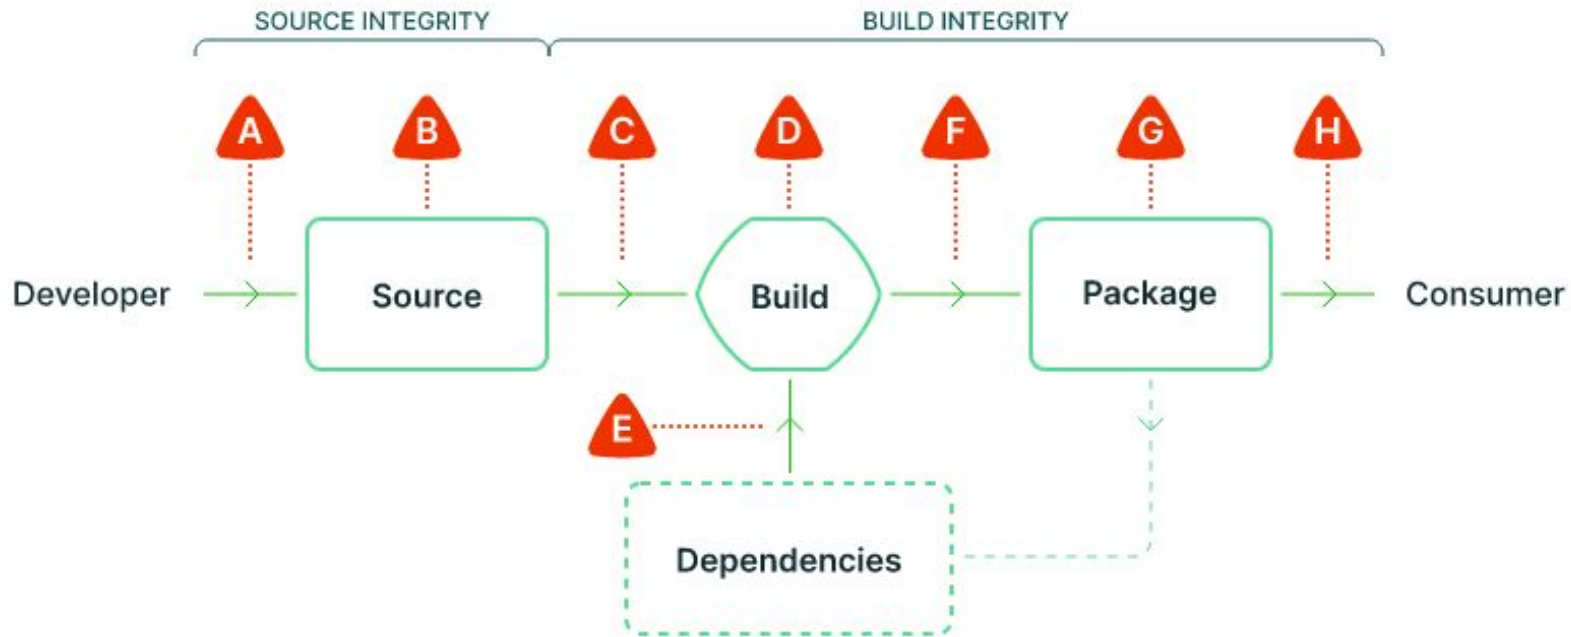 SOURCE INTEGRITY
BUILD INTEGRITY
A
B
C
D
F
G
H
Developer
Source
Build
Package
Consumer
E
Dependencies